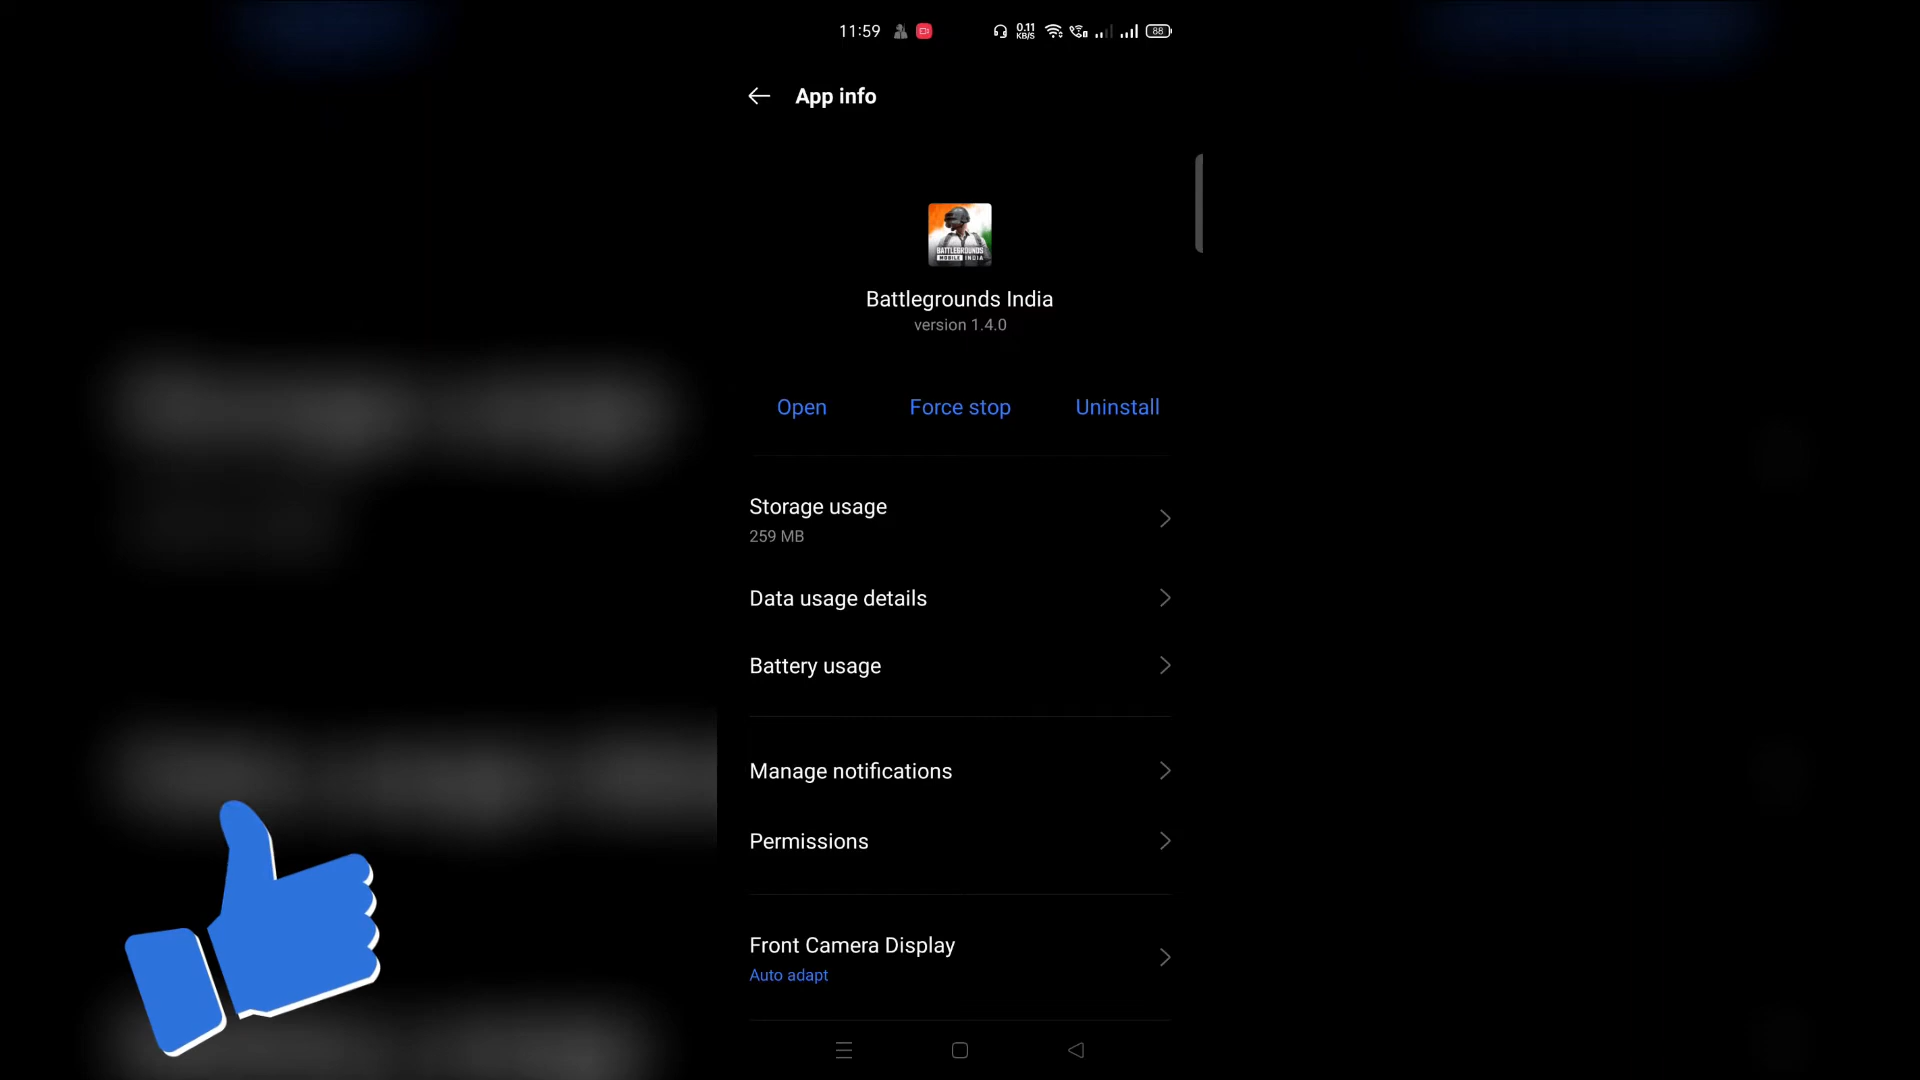 11:59 0.11 KB/S 88
App info
BATTLEGROUNDS
MOBILE INDIA
Battlegrounds India
version 1.4.0
Open Force stop Uninstall
Storage usage
259 MB
Data usage details
Battery usage
Manage notifications
Permissions
Front Camera Display
Auto adapt